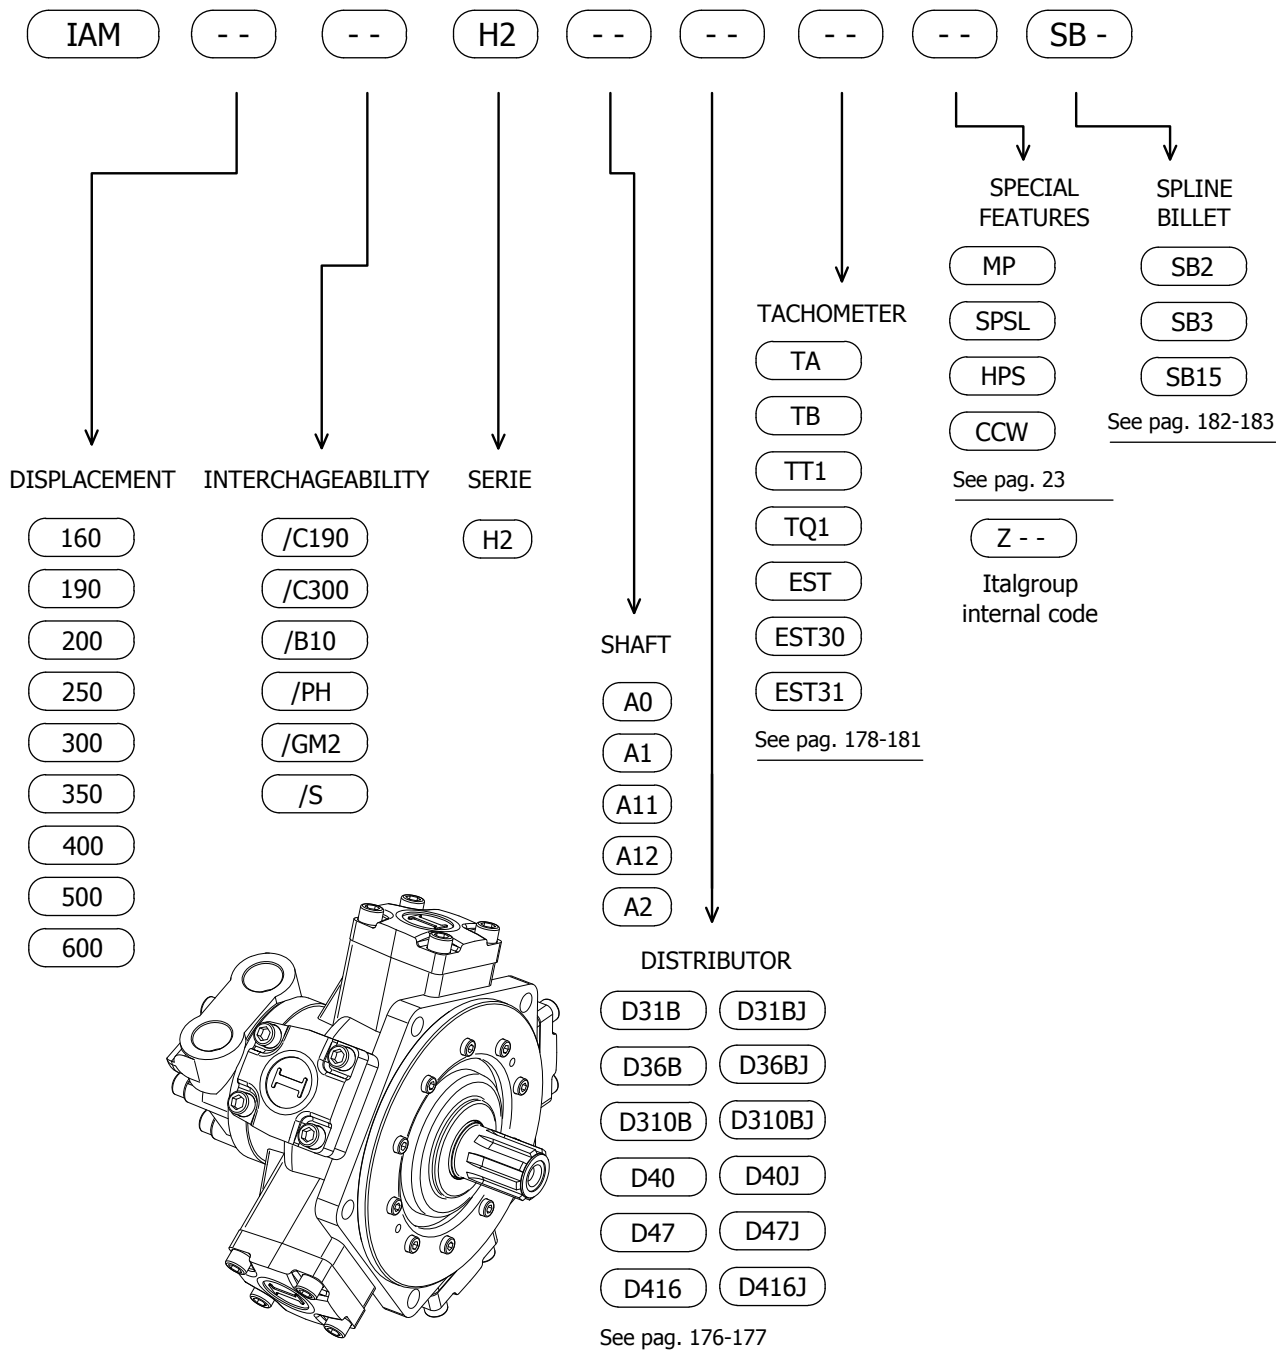 IAM - - - - H2 - - - - - - - - SB -
DISPLACEMENT
160
190
200
250
300
350
400
500
600
INTERCHAGEABILITY
/C190
/C300
/B10
/PH
/GM2
/S
SERIE
H2
SHAFT
A0
A1
A11
A12
A2
DISTRIBUTOR
D31B D31BJ
D36B D36BJ
D310B D310BJ
D40 D40J
D47 D47J
D416 D416J
See pag. 176-177
TACHOMETER
TA
TB
TT1
TQ1
EST
EST30
EST31
See pag. 178-181
SPECIAL
FEATURES
MP
SPSL
HPS
CCW
See pag. 23
Z - -
Italgroup
internal code
SPLINE
BILLET
SB2
SB3
SB15
See pag. 182-183